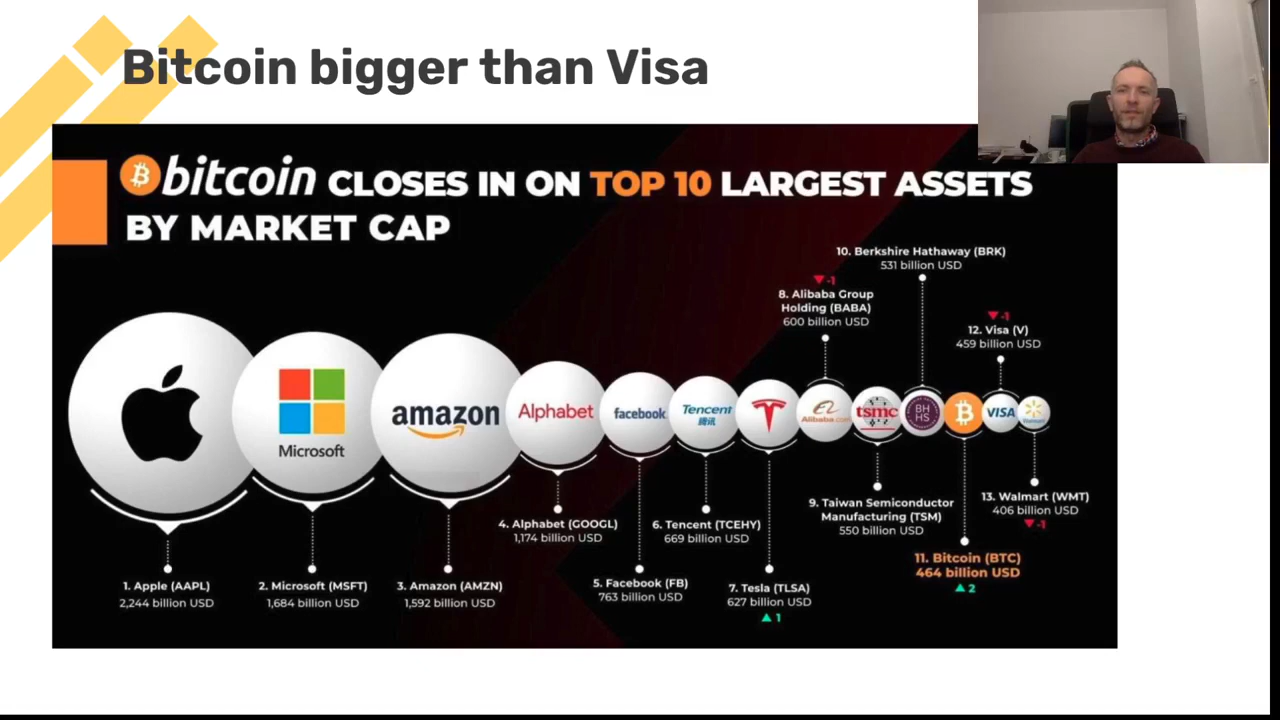 Bitcoin bigger than Visa
bitcoin CLOSES IN ON TOP 10 LARGEST ASSETS
BY MARKET CAP
10. Berkshire Hathaway (BRK)
531 billion USD
▼-1
8. Alibaba Group
Holding (BABA)
600 billion USD
▼-1
12. Visa (V)
459 billion USD
Microsoft
amazon
Alphabet
facebook
Tencent
腾讯
Alibaba.com
tsmc
BH
HS
VISA
Walmart
1. Apple (AAPL)
2,244 billion USD
2. Microsoft (MSFT)
1,684 billion USD
3. Amazon (AMZN)
1,592 billion USD
4. Alphabet (GOOGL)
1,174 billion USD
5. Facebook (FB)
763 billion USD
6. Tencent (TCEHY)
669 billion USD
7. Tesla (TLSA)
627 billion USD
▲1
9. Taiwan Semiconductor
Manufacturing (TSM)
550 billion USD
11. Bitcoin (BTC)
464 billion USD
▲2
13. Walmart (WMT)
406 billion USD
▼-1